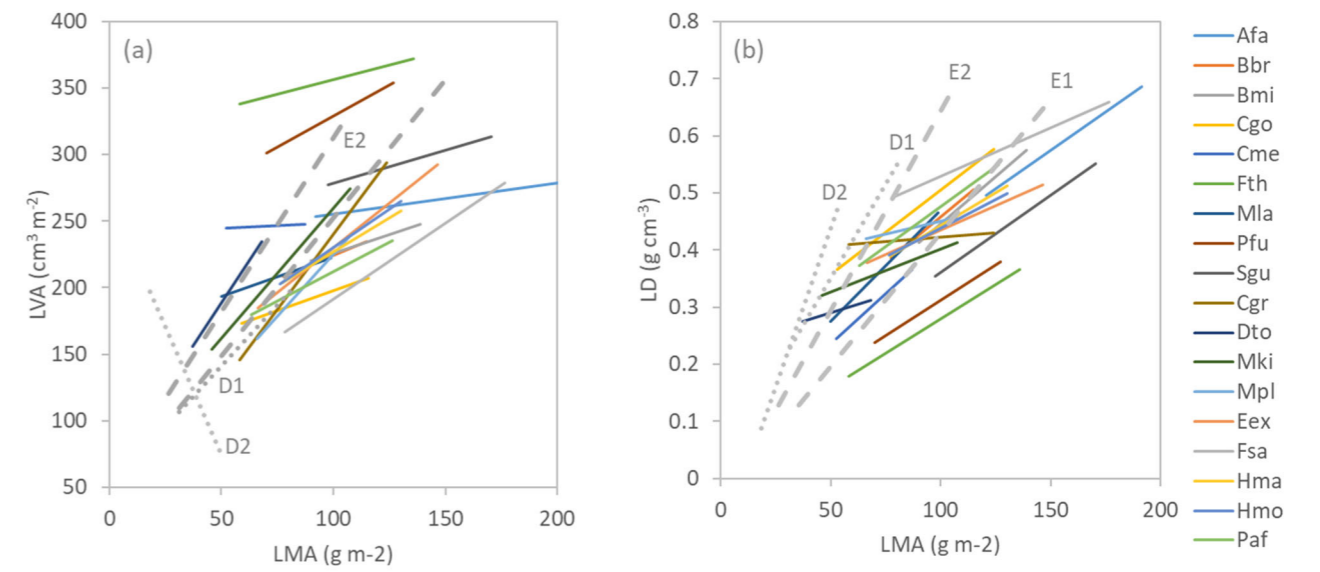 (a)
400
350
300
250
200
150
100
50
LVA (cm3 m-2)
0 50 100 150 200
LMA (g m-2)
E2
D1
D2
(b)
0.8
0.7
0.6
0.5
0.4
0.3
0.2
0.1
0
LD (g cm-3)
0 50 100 150 200
LMA (g m-2)
E2
E1
D1
D2
Afa
Bbr
Bmi
Cgo
Cme
Fth
Mla
Pfu
Sgu
Cgr
Dto
Mki
Mpl
Eex
Fsa
Hma
Hmo
Paf